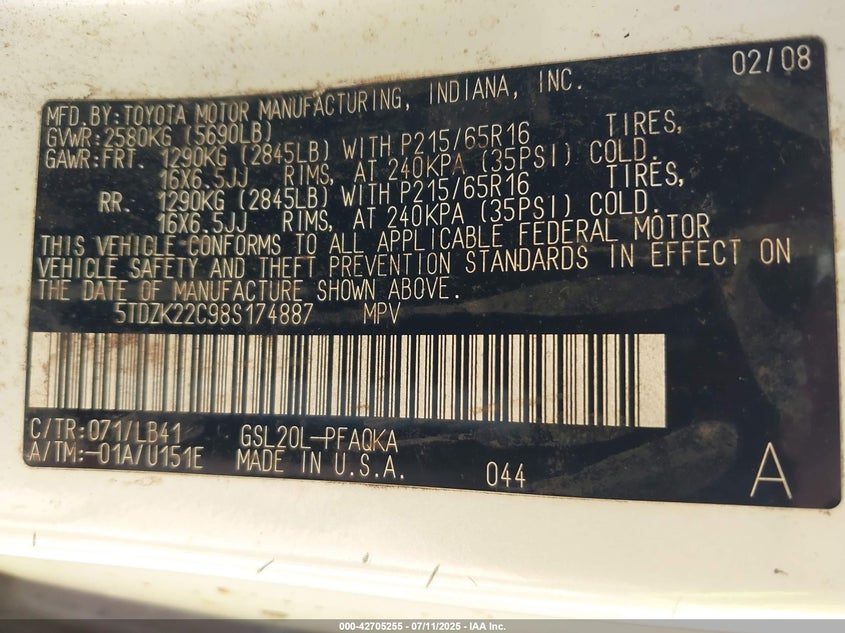 02/08
MFD.BY:TOYOTA MOTOR MANUFACTURING, INDIANA, INC.
GVWR:2580KG (5690LB)
GAWR:FRT. 1290KG (2845LB) WITH P215/65R16 TIRES,
16X6.5JJ RIMS, AT 240KPA (35PSI) COLD.
RR. 1290KG (2845LB) WITH P215/65R16 TIRES,
16X6.5JJ RIMS, AT 240KPA (35PSI) COLD.
THIS VEHICLE CONFORMS TO ALL APPLICABLE FEDERAL MOTOR
VEHICLE SAFETY AND THEFT PREVENTION STANDARDS IN EFFECT ON
THE DATE OF MANUFACTURE SHOWN ABOVE.
5TDZK22C98S174887 MPV
C/TR:071/LB41 GSL20L-PFAQKA
A/TM:-01A/U151E MADE IN U.S.A. 044 A
000-42705255 - 07/11/2025 - IAA Inc.